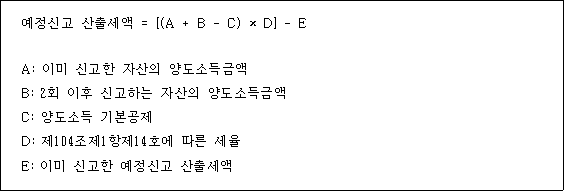 예정신고 산출세액 = [(A + B - C) × D] - E
A: 이미 신고한 자산의 양도소득금액
B: 2회 이후 신고하는 자산의 양도소득금액
C: 양도소득 기본공제
D: 제104조제1항제14호에 따른 세율
E: 이미 신고한 예정신고 산출세액